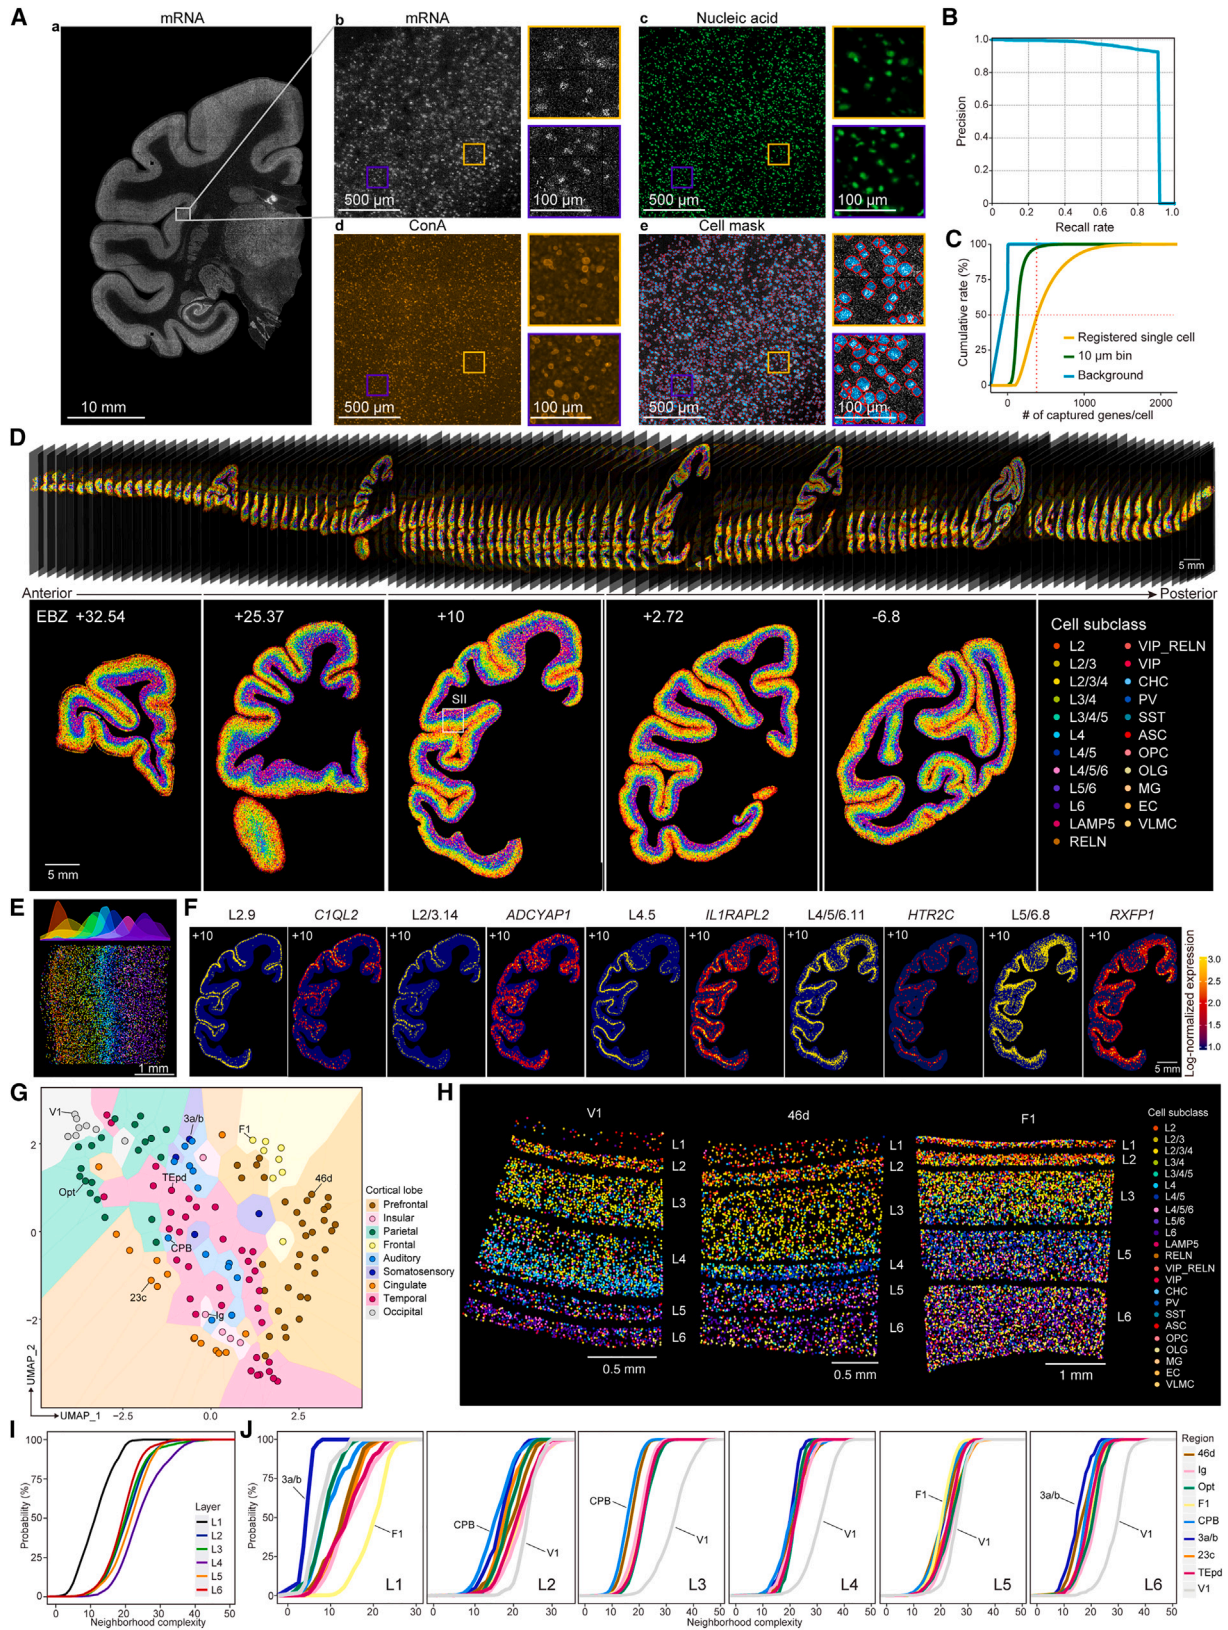 A
mRNA
a
b
mRNA
500 µm
100 µm
c
Nucleic acid
500 µm
100 µm
10 mm
d
ConA
500 µm
100 µm
e
Cell mask
500 µm
100 µm
B
Precision
1.0
0.8
0.6
0.4
0.2
0
0 0.2 0.4 0.6 0.8 1.0
Recall rate
C
Cumulative rate (%)
100
75
50
25
0
Registered single cell
10 µm bin
Background
0 1000 2000
# of captured genes/cell
D
5 mm
Anterior
Posterior
EBZ +32.54
+25.37
+10
+2.72
-6.8
SII
5 mm
Cell subclass
L2
L2/3
L2/3/4
L3/4
L3/4/5
L4
L4/5
L4/5/6
L5/6
L6
LAMP5
RELN
VIP_RELN
VIP
CHC
PV
SST
ASC
OPC
OLG
MG
EC
VLMC
E
1 mm
F
L2.9 C1QL2 L2/3.14 ADCYAP1 L4.5 IL1RAPL2 L4/5/6.11 HTR2C L5/6.8 RXFP1
+10 +10 +10 +10 +10 +10 +10 +10 +10 +10
5 mm
Log-normalized expression
3.0
2.0
1.5
1.0
G
V1
3a/b
F1
TEpd
46d
Opt
CPB
23c
Ig
2
0
−2
UMAP_2
UMAP_1
−2.5 0.0 2.5
Cortical lobe
Prefrontal
Insular
Parietal
Frontal
Auditory
Somatosensory
Cingulate
Temporal
Occipital
H
V1
L1
L2
L3
L4
L5
L6
0.5 mm
46d
L1
L2
L3
L4
L5
L6
0.5 mm
F1
L1
L2
L3
L5
L6
1 mm
Cell subclass
L2
L2/3
L2/3/4
L3/4
L3/4/5
L4
L4/5
L4/5/6
L5/6
L6
LAMP5
RELN
VIP_RELN
VIP
CHC
PV
SST
ASC
OPC
OLG
MG
EC
VLMC
I
Probability (%)
100
75
50
25
0
Layer
L1
L2
L3
L4
L5
L6
0 10 20 30 40 50
Neighborhood complexity
J
Probability (%)
100
75
50
25
0
3a/b
F1
L1
0 10 20 30
CPB
V1
L2
0 10 20 30
CPB
V1
L3
0 10 20 30 40 50
V1
L4
0 10 20 30 40 50
F1
V1
L5
0 10 20 30 40 50
3a/b
V1
L6
0 10 20 30 40 50
Neighborhood complexity
Neighborhood complexity
Neighborhood complexity
Region
46d
Ig
Opt
F1
CPB
3a/b
23c
TEpd
V1